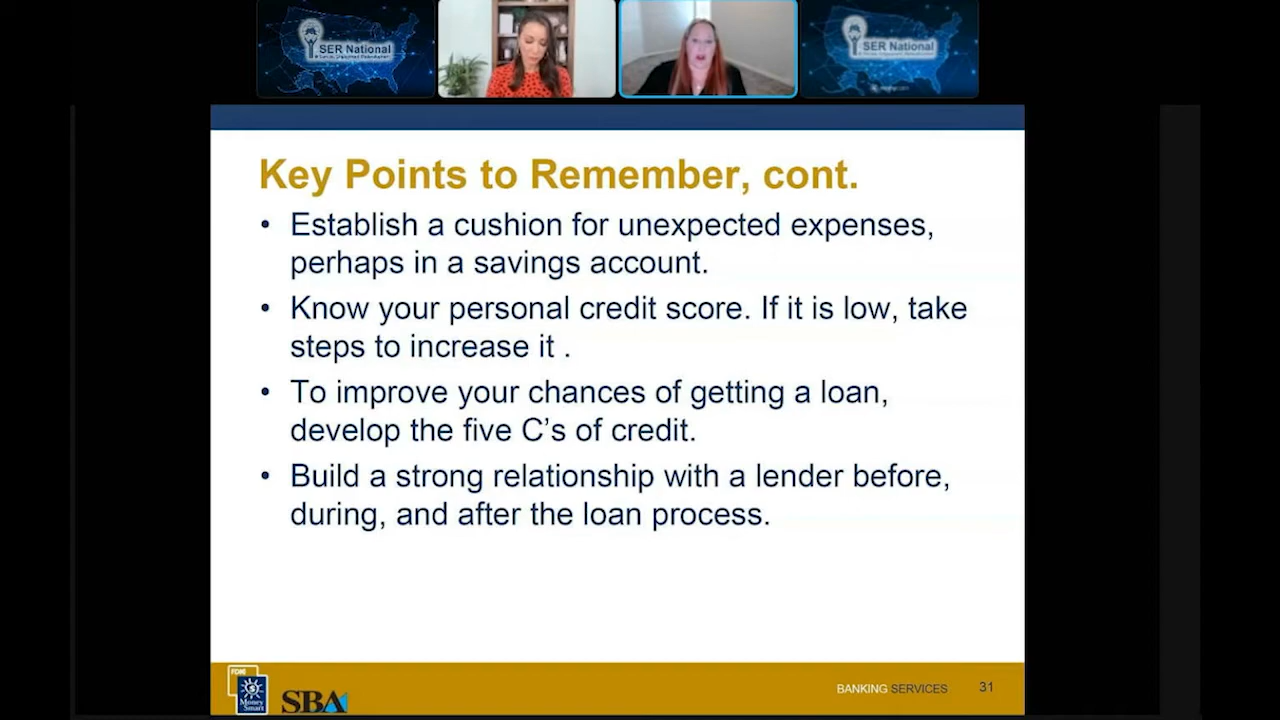 SER National
SER National
Key Points to Remember, cont.
• Establish a cushion for unexpected expenses,
perhaps in a savings account.
• Know your personal credit score. If it is low, take
steps to increase it .
• To improve your chances of getting a loan,
develop the five C’s of credit.
• Build a strong relationship with a lender before,
during, and after the loan process.
FDIC
Money
Smart
SBA
BANKING SERVICES 31